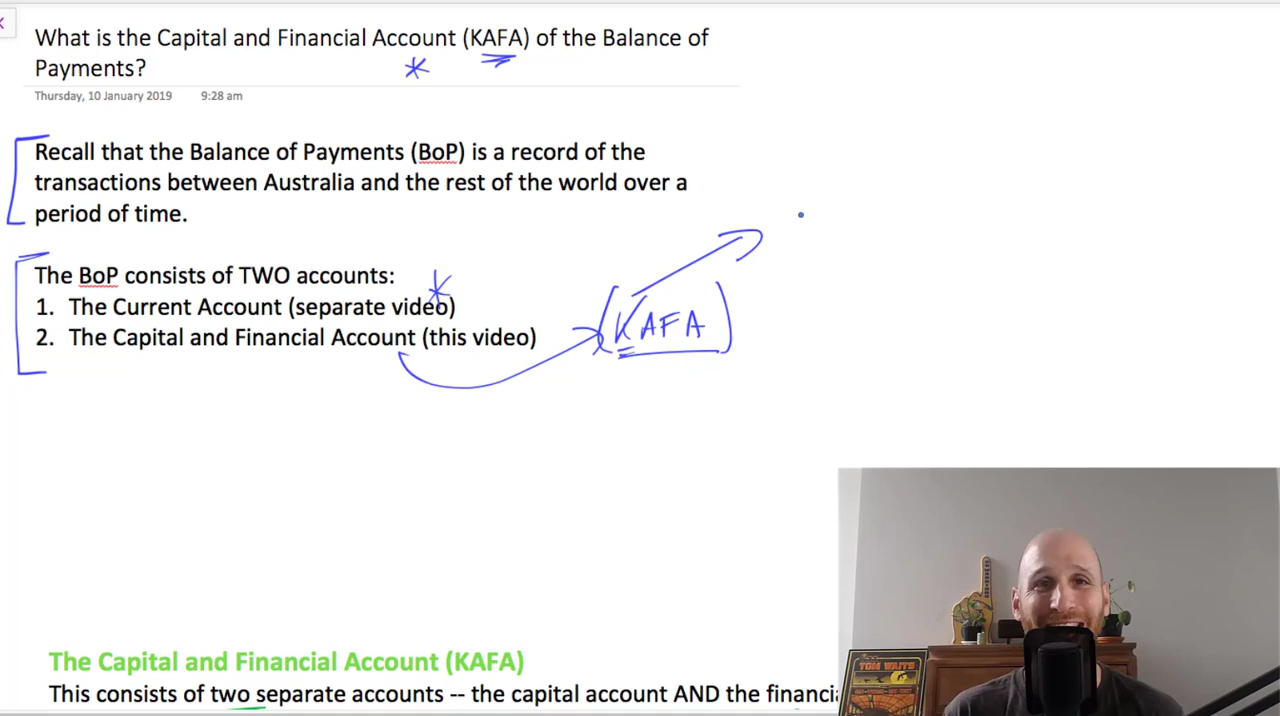 What is the Capital and Financial Account (KAFA) of the Balance of
Payments?
Thursday, 10 January 2019 9:28 am
Recall that the Balance of Payments (BoP) is a record of the
transactions between Australia and the rest of the world over a
period of time.
The BoP consists of TWO accounts:
1. The Current Account (separate video)
2. The Capital and Financial Account (this video)
(KAFA)
The Capital and Financial Account (KAFA)
This consists of two separate accounts -- the capital account AND the financia
TOM WAITS